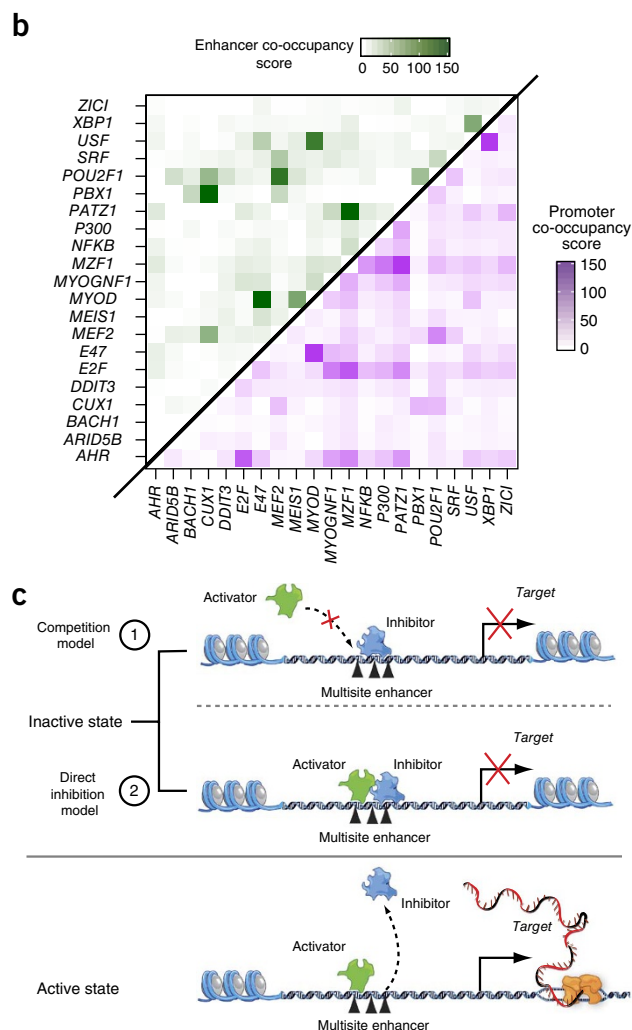 b
Enhancer co-occupancy
score
0 50 100 150
ZICI
XBP1
USF
SRF
POU2F1
PBX1
PATZ1
P300
NFKB
MZF1
MYOGNF1
MYOD
MEIS1
MEF2
E47
E2F
DDIT3
CUX1
BACH1
ARID5B
AHR
Promoter
co-occupancy
score
150
100
50
0
AHR
ARID5B
BACH1
CUX1
DDIT3
E2F
E47
MEF2
MEIS1
MYOD
MYOGNF1
MZF1
NFKB
P300
PATZ1
PBX1
POU2F1
SRF
USF
XBP1
ZICI
c
Activator
Inhibitor
Target
Competition
model
1
Multisite enhancer
Inactive state
Target
Activator
Inhibitor
Direct
inhibition
model
2
Multisite enhancer
Inhibitor
Target
Activator
Active state
Multisite enhancer